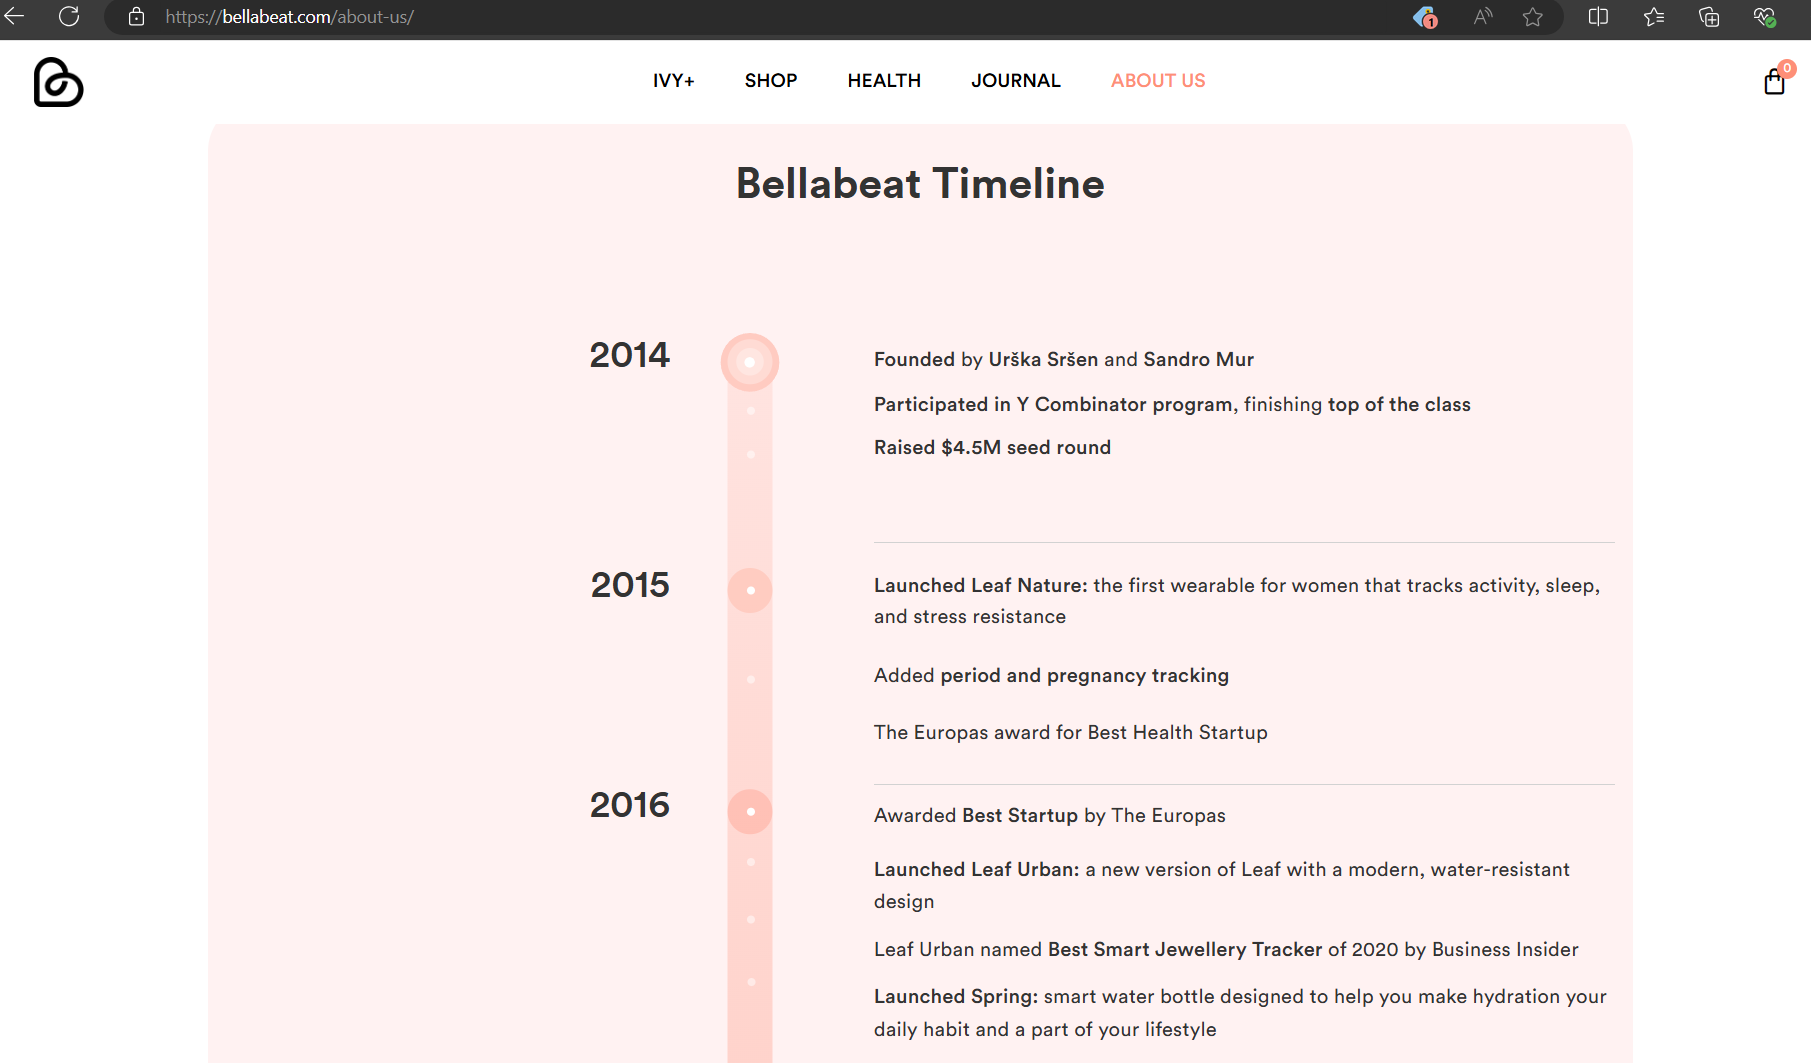 https://bellabeat.com/about-us/
1
IVY+
SHOP
HEALTH
JOURNAL
ABOUT US
0
Bellabeat Timeline
2014
Founded by Urška Sršen and Sandro Mur
Participated in Y Combinator program, finishing top of the class
Raised $4.5M seed round
2015
Launched Leaf Nature: the first wearable for women that tracks activity, sleep,
and stress resistance
Added period and pregnancy tracking
The Europas award for Best Health Startup
2016
Awarded Best Startup by The Europas
Launched Leaf Urban: a new version of Leaf with a modern, water-resistant
design
Leaf Urban named Best Smart Jewellery Tracker of 2020 by Business Insider
Launched Spring: smart water bottle designed to help you make hydration your
daily habit and a part of your lifestyle